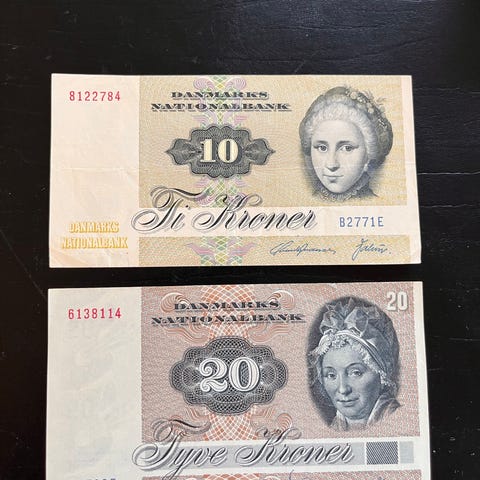 8122784
DANMARKS
NATIONALBANK
10
Ti Kroner
DANMARKS
NATIONALBANK
B2771E
6138114
DANMARKS
NATIONALBANK
20
20
Tyve Kroner